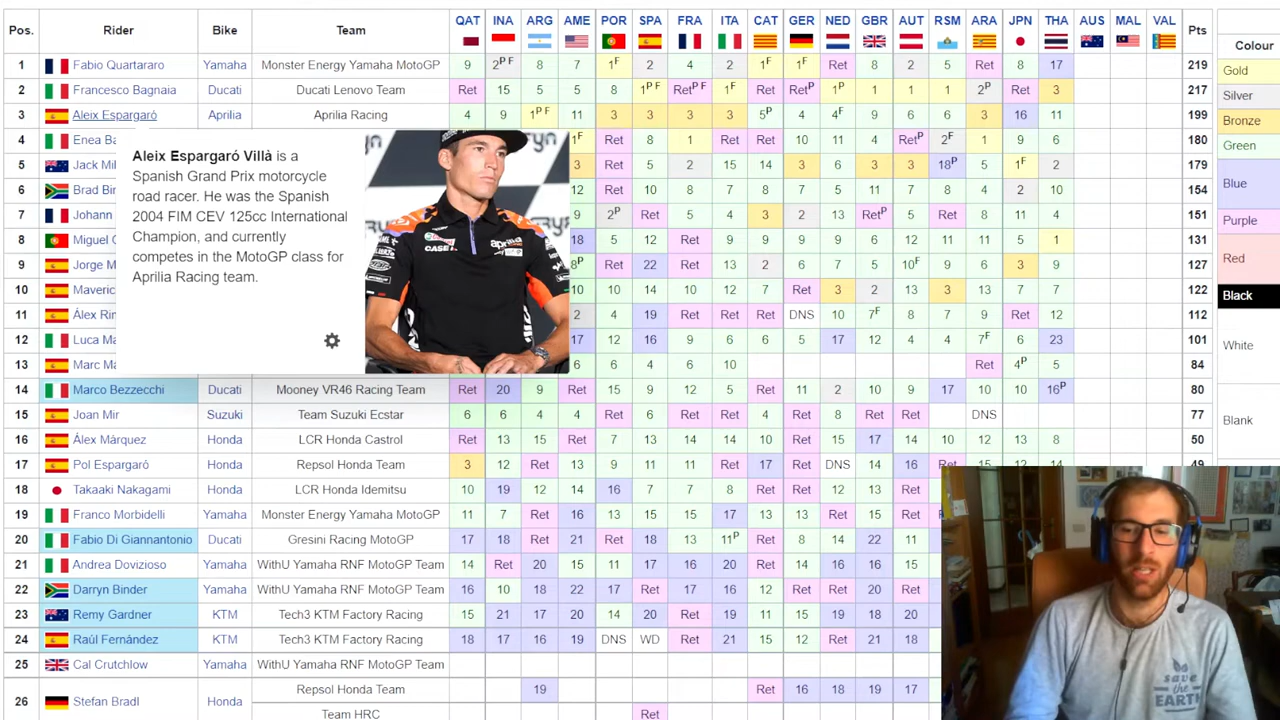 Pos. Rider Bike Team QAT INA ARG AME POR SPA FRA ITA CAT GER NED GBR AUT RSM ARA JPN THA AUS MAL VAL Pts
Colour
1 Fabio Quartararo Yamaha Monster Energy Yamaha MotoGP 9 2P F 8 7 1F 2 4 2 1F 1F Ret 8 2 5 Ret 8 17 219
Gold
2 Francesco Bagnaia Ducati Ducati Lenovo Team Ret 15 5 5 8 1P F RetP F 1F Ret RetP 1P 1 1 1 2P Ret 3 217
Silver
3 Aleix Espargaró Aprilia Aprilia Racing 4 9 1P F 11 3 3 3 3 5P 4 4F 9 6 6 3 16 11 199
Bronze
4 Enea Ba 1F Ret 8 1 Ret Ret 10 11 Ret RetP 2F 1 9 6 180
Green
5 Jack Mil 3 Ret 5 2 15 14 3 6 3 3 18P 5 1F 2 179
Blue
6 Brad Bir 12 Ret 10 8 7 8 7 5 11 7 8 4 2 10 154
7 Johann 2P Ret 5 4 3 2 13 RetP 5 Ret 8 11 4 151
Purple
8 Miguel 18 5 12 Ret 9 9 9 9 6 12 11 11 5 1 131
9 Jorge M 8P Ret 22 Ret 13 2 6 7 5 10F 9 6 3 9 127
Red
10 Maveric 10 10 14 10 12 7 Ret 3 2 13 3 13 7 7 122
Black
11 Álex Rin 2 4 19 Ret Ret Ret DNS 10 7F 8 7 9 Ret 12 112
12 Luca Ma 17 12 16 9 6 6 5 17 12 4 4 7F 6 23 101
White
13 Marc Má 6 6 4 6 10 Ret 4P 5 84
14 Marco Bezzecchi Ducati Mooney VR46 Racing Team Ret 20 9 Ret 15 9 12 5 Ret 11 2 10 9 17 10 10 16P 80
15 Joan Mir Suzuki Team Suzuki Ecstar 6 6 4 4 Ret 6 Ret Ret 4 Ret 8 Ret Ret DNS 77
Blank
16 Álex Márquez Honda LCR Honda Castrol Ret 13 15 Ret 7 13 14 14 10 Ret 15 17 14 10 12 13 8 50
17 Pol Espargaró Honda Repsol Honda Team 3 12 Ret 13 9 11 11 Ret 17 Ret DNS 14 16 Ret 15 12 14 49
18 Takaaki Nakagami Honda LCR Honda Idemitsu 10 19 12 14 16 7 7 8 Ret Ret 12 13 Ret
19 Franco Morbidelli Yamaha Monster Energy Yamaha MotoGP 11 7 Ret 16 13 15 15 17 13 13 Ret 15 Ret
20 Fabio Di Giannantonio Ducati Gresini Racing MotoGP 17 18 Ret 21 Ret 18 13 11P Ret 8 14 22 11
21 Andrea Dovizioso Yamaha WithU Yamaha RNF MotoGP Team 14 Ret 20 15 11 17 16 20 Ret 14 16 16 15
22 Darryn Binder Yamaha WithU Yamaha RNF MotoGP Team 16 10 18 22 17 Ret 17 16 12 Ret Ret 20 Ret
23 Remy Gardner KTM Tech3 KTM Factory Racing 15 21 17 20 14 20 Ret 19 11 15 19 18 20
24 Raúl Fernández KTM Tech3 KTM Factory Racing 18 17 16 19 DNS WD Ret 21 15 12 Ret 21 18
25 Cal Crutchlow Yamaha WithU Yamaha RNF MotoGP Team
26 Stefan Bradl Honda Repsol Honda Team 19 Ret 16 18 19 17
Team HRC Ret
Aleix Espargaró Villà is a
Spanish Grand Prix motorcycle
road racer. He was the Spanish
2004 FIM CEV 125cc International
Champion, and currently
competes in the MotoGP class for
Aprilia Racing team.
aprilia
save
the
EARTH